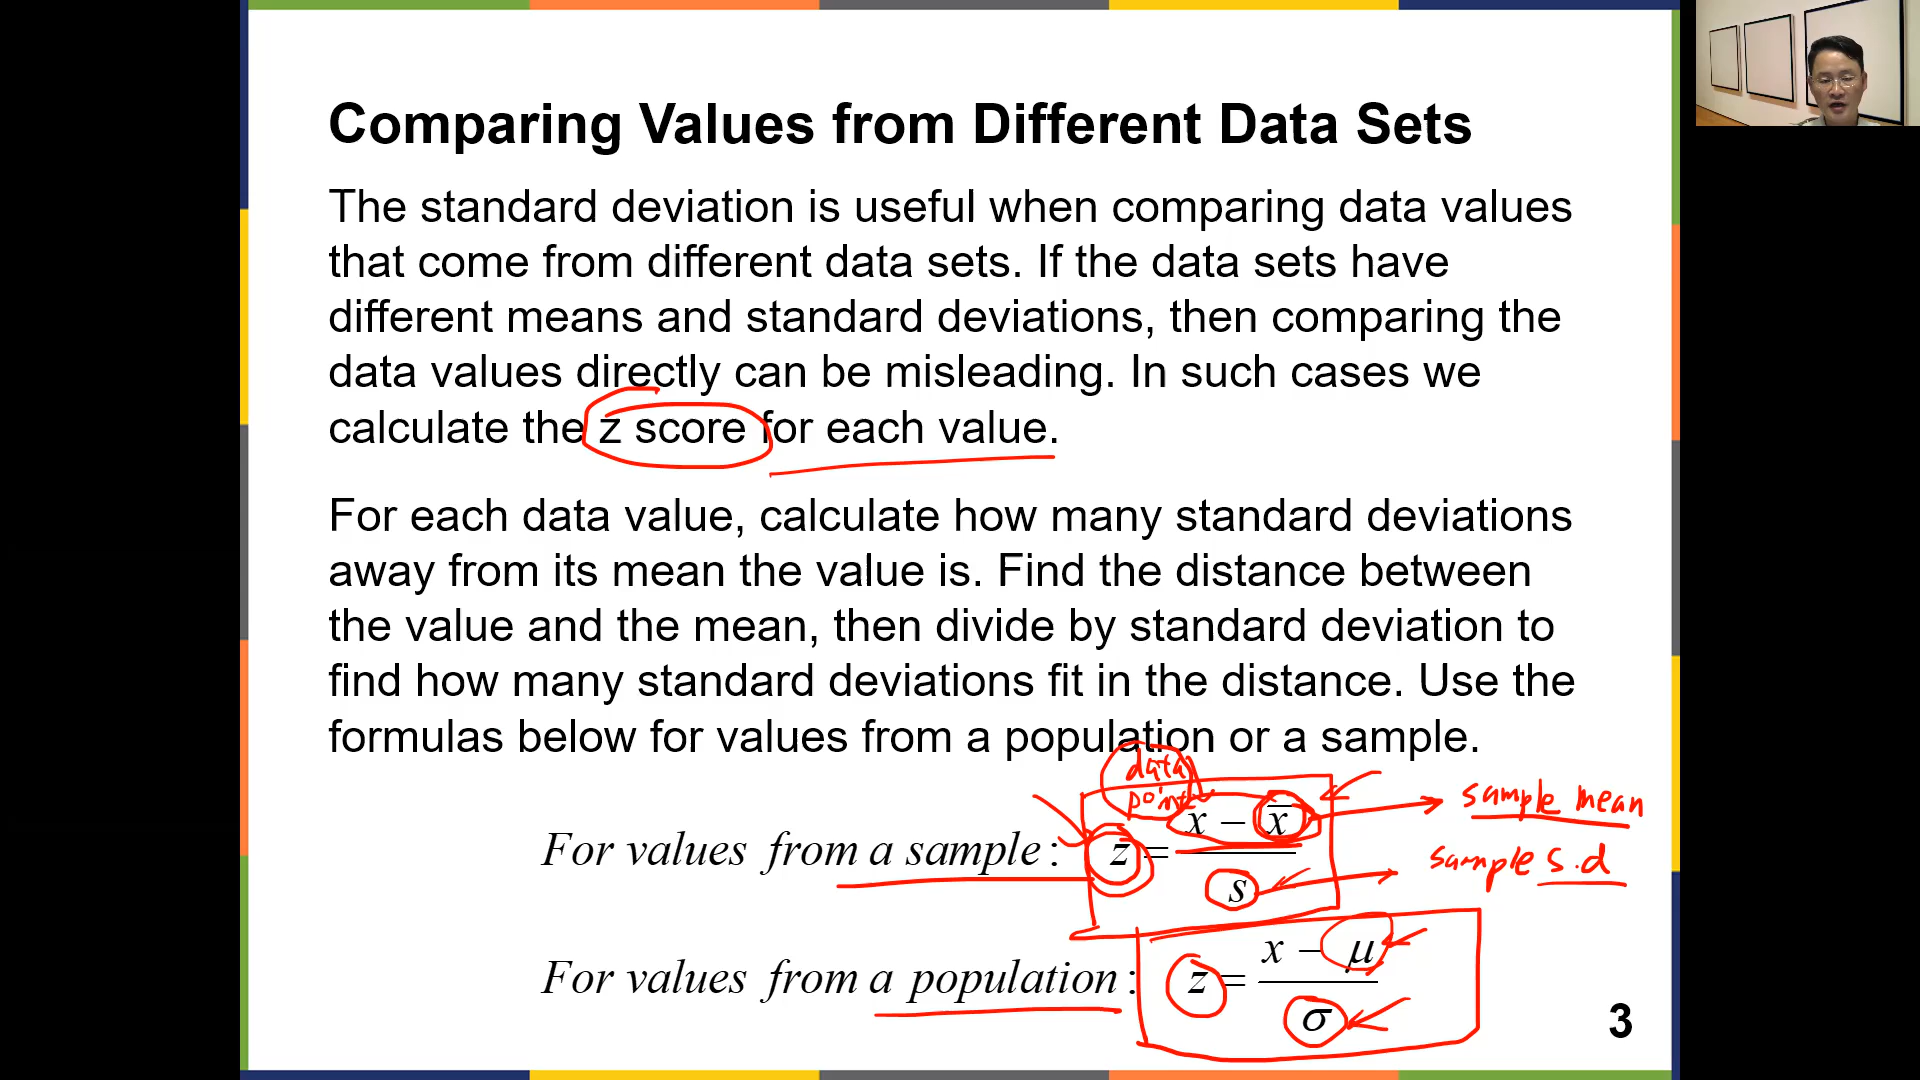 Comparing Values from Different Data Sets
The standard deviation is useful when comparing data values
that come from different data sets. If the data sets have
different means and standard deviations, then comparing the
data values directly can be misleading. In such cases we
calculate the z score for each value.
For each data value, calculate how many standard deviations
away from its mean the value is. Find the distance between
the value and the mean, then divide by standard deviation to
find how many standard deviations fit in the distance. Use the
formulas below for values from a population or a sample.
data
point
sample mean
For values from a sample: z = (x − x̄) / s
sample s.d
For values from a population: z = (x − μ) / σ
3